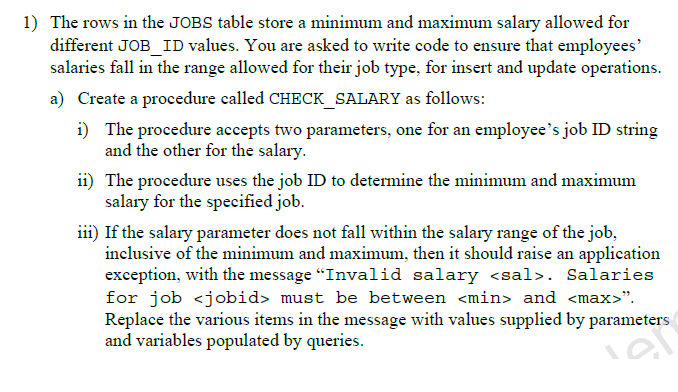 1) The rows in the JOBS table store a minimum and maximum salary allowed for
different JOB_ID values. You are asked to write code to ensure that employees’
salaries fall in the range allowed for their job type, for insert and update operations.
a) Create a procedure called CHECK_SALARY as follows:
i) The procedure accepts two parameters, one for an employee’s job ID string
and the other for the salary.
ii) The procedure uses the job ID to determine the minimum and maximum
salary for the specified job.
iii) If the salary parameter does not fall within the salary range of the job,
inclusive of the minimum and maximum, then it should raise an application
exception, with the message “Invalid salary <sal>. Salaries
for job <jobid> must be between <min> and <max>”.
Replace the various items in the message with values supplied by parameters
and variables populated by queries.